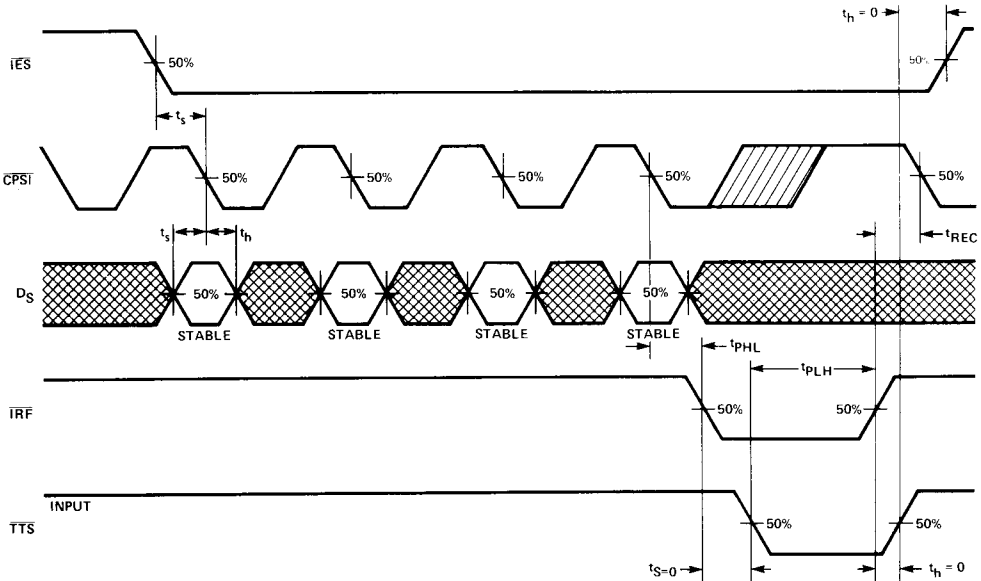 t_h = 0
IES 50% 50%
t_s
CPSI 50% 50% 50% 50% 50%
t_s t_h t_REC
D_S 50% 50% 50% 50%
STABLE STABLE STABLE STABLE
t_PHL
t_PLH
IRF 50% 50%
INPUT
TTS 50% 50%
t_S=0 t_h = 0